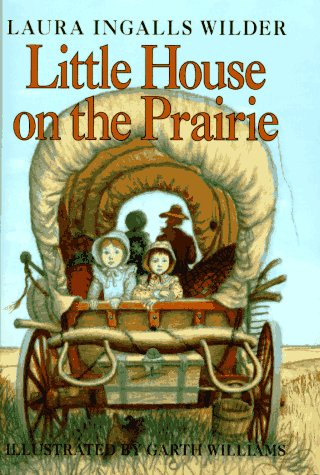 LAURA INGALLS WILDER
Little House
on the Prairie
ILLUSTRATED BY GARTH WILLIAMS